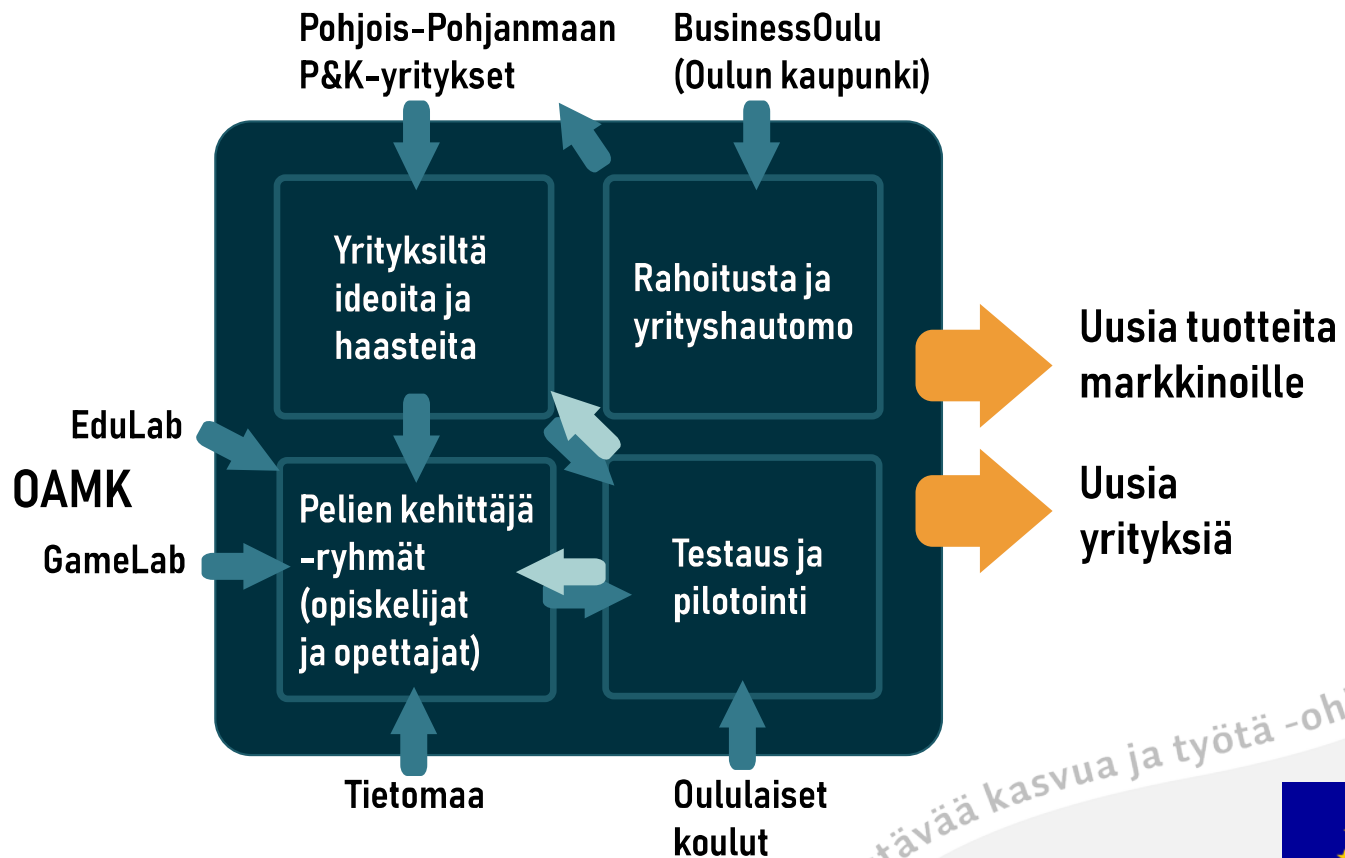 Pohjois-Pohjanmaan
P&K-yritykset
BusinessOulu
(Oulun kaupunki)
Yrityksiltä
ideoita ja
haasteita
Rahoitusta ja
yrityshautomo
Uusia tuotteita
markkinoille
EduLab
OAMK
GameLab
Pelien kehittäjä
-ryhmät
(opiskelijat
ja opettajat)
Testaus ja
pilotointi
Uusia
yrityksiä
Tietomaa
Oululaiset
koulut
kasvua ja työtä